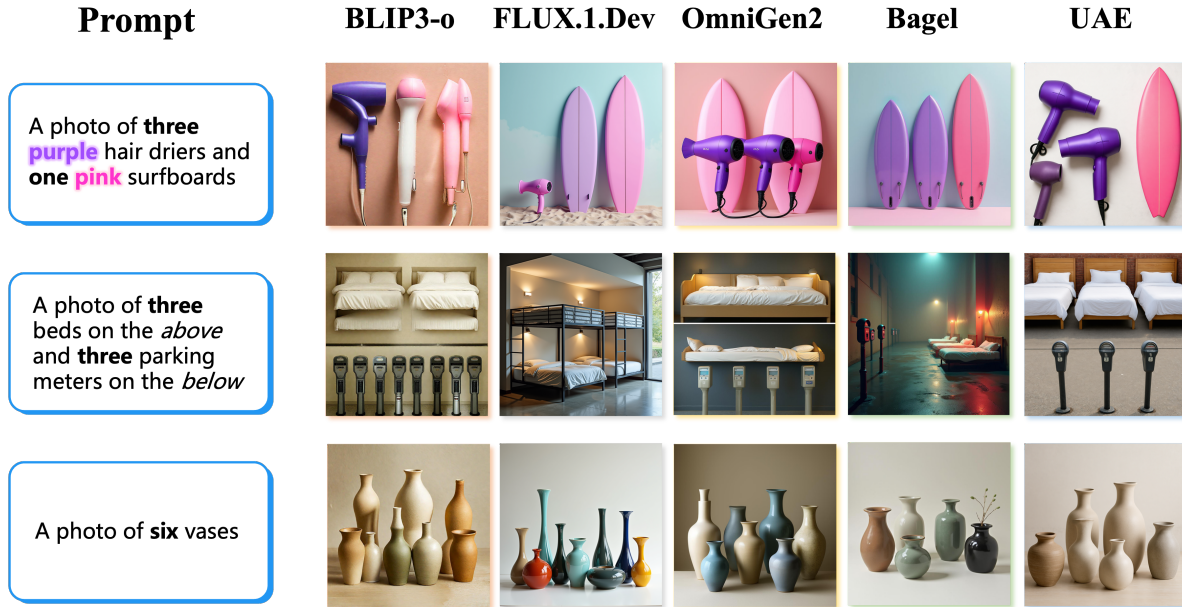 Prompt
BLIP3-o
FLUX.1.Dev
OmniGen2
Bagel
UAE
A photo of three
purple hair driers and
one pink surfboards
A photo of three
beds on the above
and three parking
meters on the below
A photo of six vases